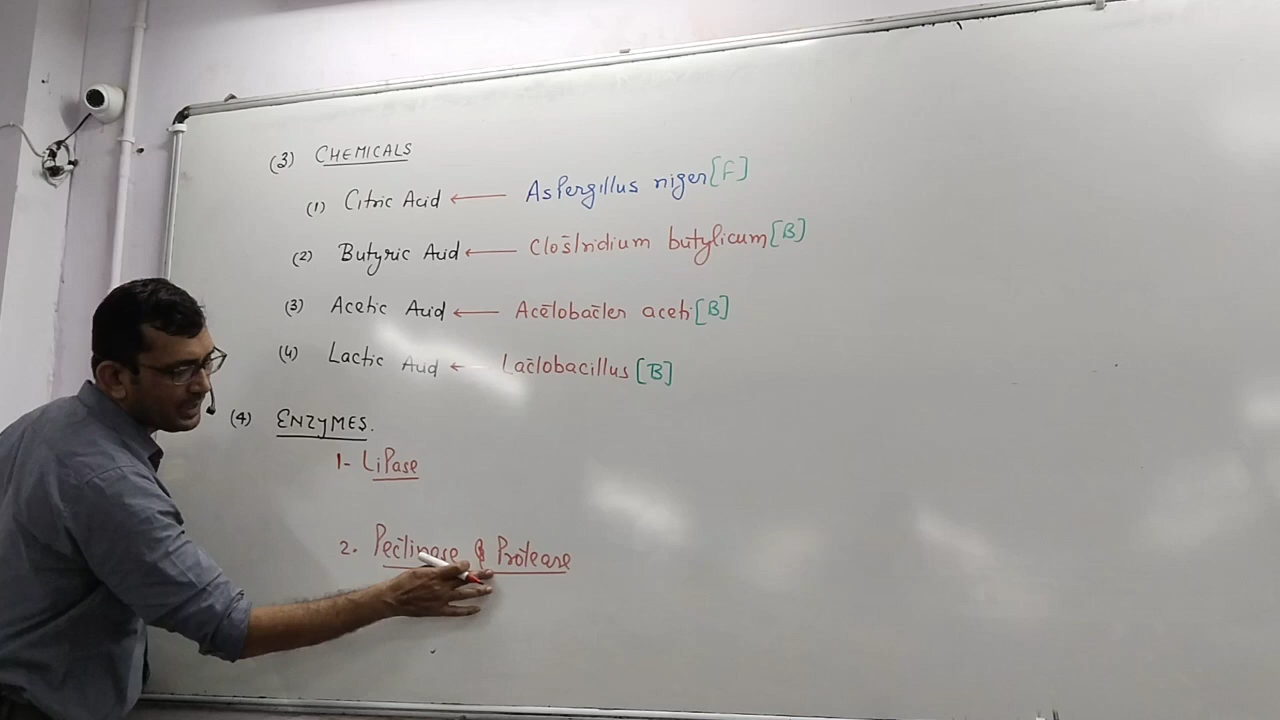 (3) CHEMICALS
(1) Citric Acid ← Aspergillus niger [F]
(2) Butyric Acid ← Clostridium butylicum [B]
(3) Acetic Acid ← Acetobacter aceti [B]
(4) Lactic Acid ← Lactobacillus [B]
(4) ENZYMES.
1- LiPase
2. Pectinase & Protease